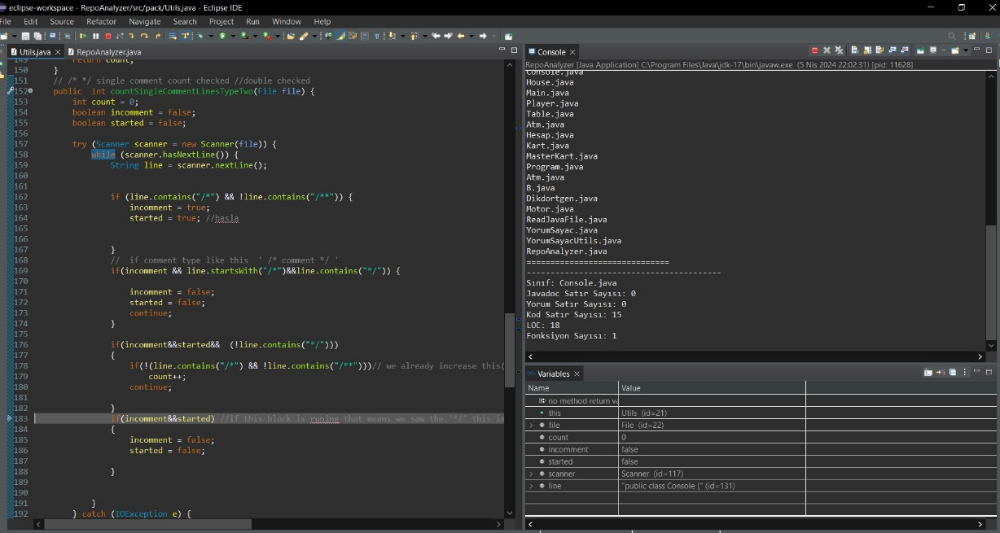 eclipse-workspace - RepoAnalyzer/src/pack/Utils.java - Eclipse IDE
File Edit Source Refactor Navigate Search Project Run Window Help
Utils.java RepoAnalyzer.java
149 return count;
150 }
151 // /* */ single comment count checked //double checked
152 public int countSingleCommentLinesTypeTwo(File file) {
153 int count = 0;
154 boolean incomment = false;
155 boolean started = false;
156
157 try (Scanner scanner = new Scanner(file)) {
158 while (scanner.hasNextLine()) {
159 String line = scanner.nextLine();
160
161
162 if (line.contains("/*") && !line.contains("/**")) {
163 incomment = true;
164 started = true; //basla
165
166
167 }
168 // if comment type like this ' /* comment */ '
169 if(incomment && line.startsWith("/*")&&line.contains("*/")) {
170
171 incomment = false;
172 started = false;
173 continue;
174 }
175
176 if(incomment&&started&& (!line.contains("*/")))
177 {
178 if(!(line.contains("/*") && !line.contains("/**")))// we already increase this(
179 count++;
180 continue;
181
182 }
183 if(incomment&&started) //if this block is runing that means we saw the '*/' this is
184 {
185 incomment = false;
186 started = false;
187
188 }
189
190
191 }
192 } catch (IOException e) {
Console
RepoAnalyzer [Java Application] C:\Program Files\Java\jdk-17\bin\javaw.exe (5 Nis 2024 22:02:31) [pid: 11628]
Console.java
House.java
Main.java
Player.java
Table.java
Atm.java
Hesap.java
Kart.java
MasterKart.java
Program.java
Atm.java
B.java
Dikdortgen.java
Motor.java
ReadJavaFile.java
YorumSayac.java
YorumSayacUtils.java
RepoAnalyzer.java
==============================
-----------------------------------------
Sınıf: Console.java
Javadoc Satır Sayısı: 0
Yorum Satır Sayısı: 0
Kod Satır Sayısı: 15
LOC: 18
Fonksiyon Sayısı: 1
Variables
Name Value
no method return va
this Utils (id=21)
file File (id=22)
count 0
incomment false
started false
scanner Scanner (id=117)
line "public class Console {" (id=131)